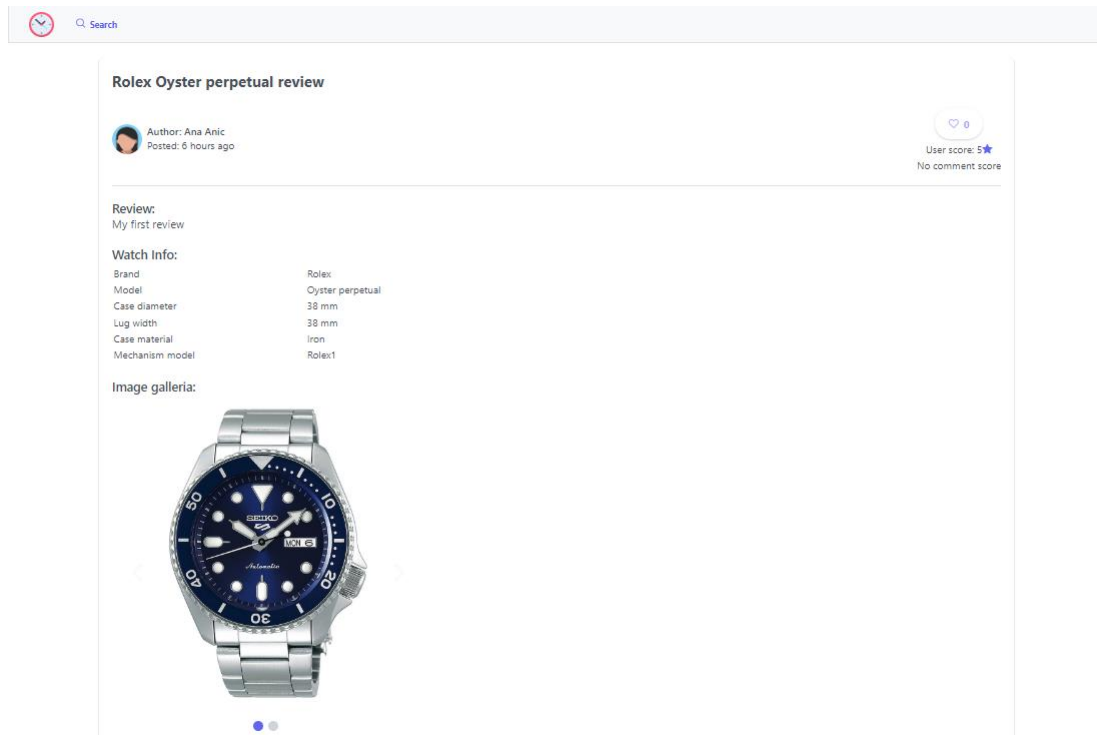 Search
Rolex Oyster perpetual review
Author: Ana Anic
Posted: 6 hours ago
0
User score: 5
No comment score
Review:
My first review
Watch Info:
Brand Rolex
Model Oyster perpetual
Case diameter 38 mm
Lug width 38 mm
Case material Iron
Mechanism model Rolex1
Image galleria:
50
10
SEIKO
5
MON 6
Automatic
40
20
30